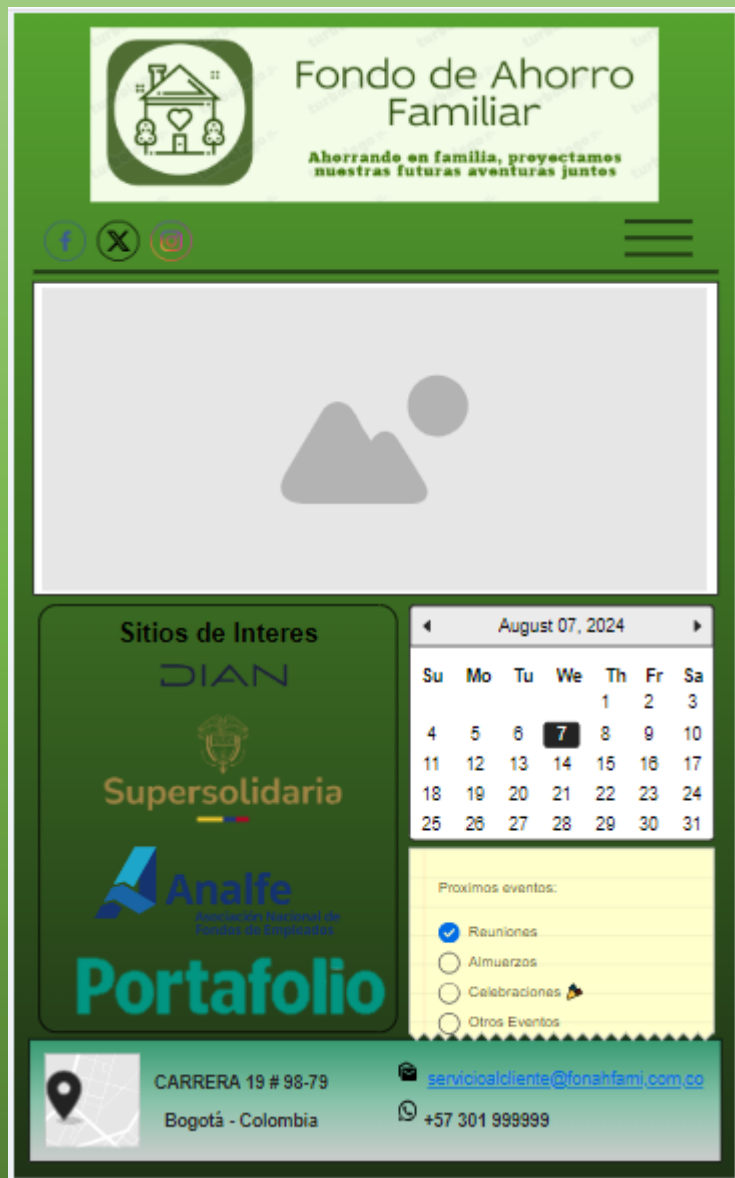 Fondo de Ahorro
Familiar
Ahorrando en familia, proyectamos
nuestras futuras aventuras juntos
Sitios de Interes
DIAN
Supersolidaria
Analfe
Asociación Nacional de
Fondos de Empleados
Portafolio
August 07, 2024
Su Mo Tu We Th Fr Sa
1 2 3
4 5 6 7 8 9 10
11 12 13 14 15 16 17
18 19 20 21 22 23 24
25 26 27 28 29 30 31
Proximos eventos:
Reuniones
Almuerzos
Celebraciones
Otros Eventos
CARRERA 19 # 98-79
Bogotá - Colombia
servicioalcliente@fonahfami,com,co
+57 301 999999